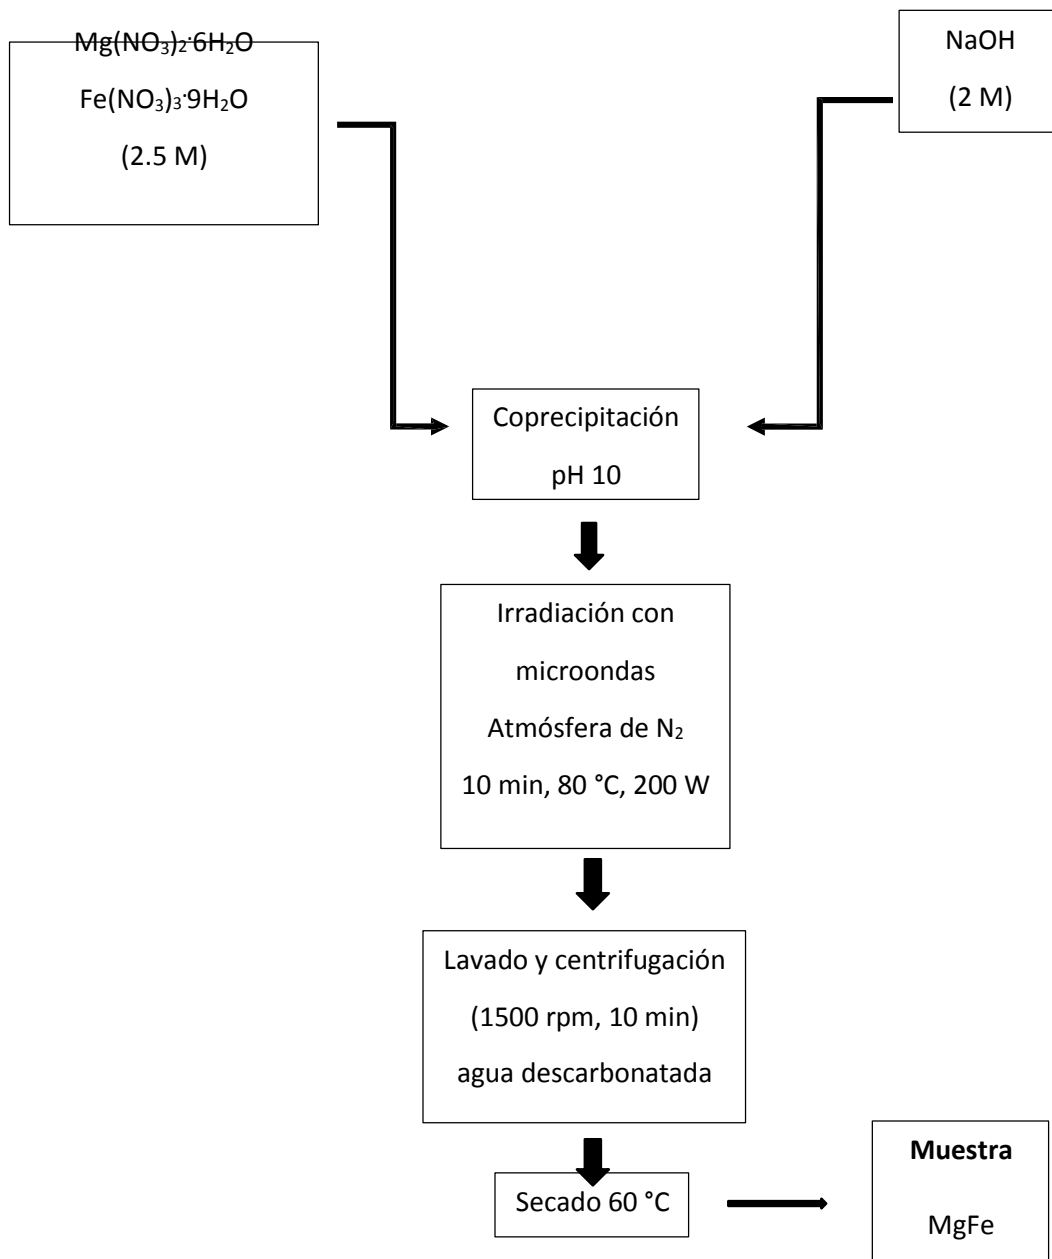 Mg(NO₃)₂·6H₂O
Fe(NO₃)₃·9H₂O
(2.5 M)
NaOH
(2 M)
Coprecipitación
pH 10
Irradiación con
microondas
Atmósfera de N₂
10 min, 80 °C, 200 W
Lavado y centrifugación
(1500 rpm, 10 min)
agua descarbonatada
Secado 60 °C
Muestra
MgFe